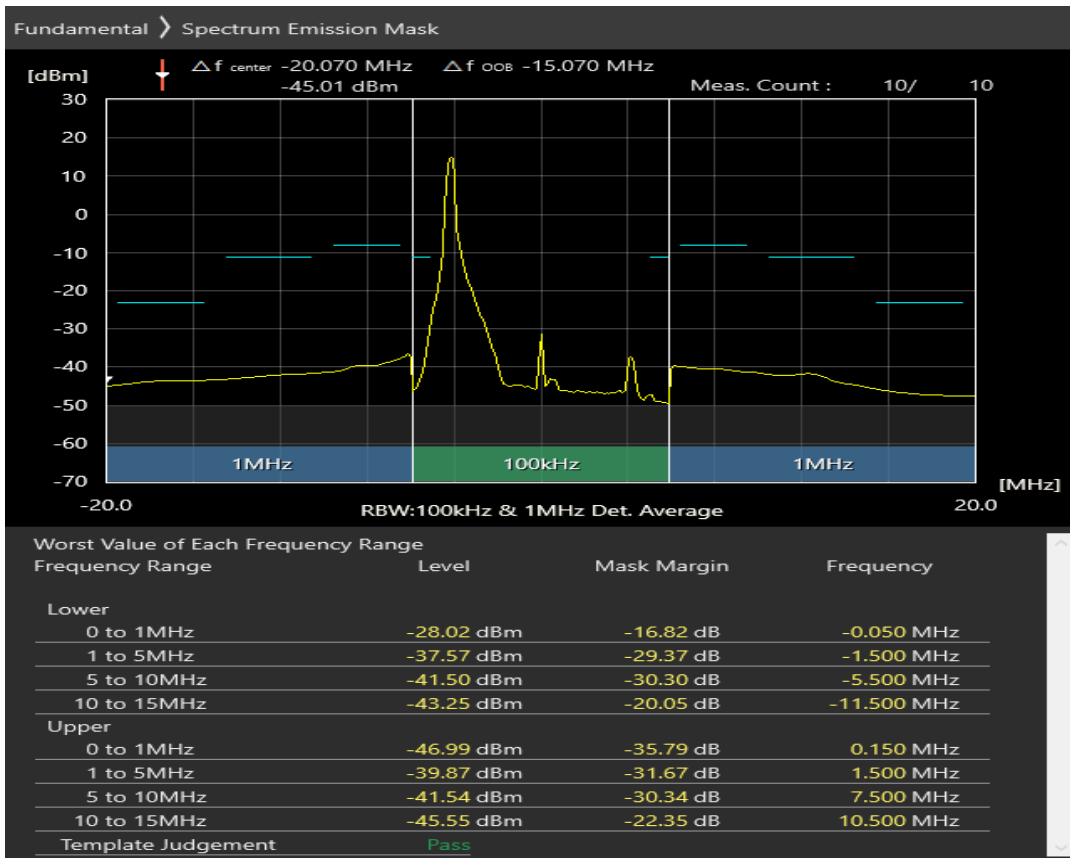 Fundamental ❯ Spectrum Emission Mask
[dBm] △f center -20.070 MHz △f OOB -15.070 MHz
-45.01 dBm Meas. Count : 10/ 10
30
20
10
0
-10
-20
-30
-40
-50
-60
1MHz 100kHz 1MHz
-70
[MHz]
-20.0 RBW:100kHz & 1MHz Det. Average 20.0
Worst Value of Each Frequency Range
Frequency Range Level Mask Margin Frequency
Lower
0 to 1MHz -28.02 dBm -16.82 dB -0.050 MHz
1 to 5MHz -37.57 dBm -29.37 dB -1.500 MHz
5 to 10MHz -41.50 dBm -30.30 dB -5.500 MHz
10 to 15MHz -43.25 dBm -20.05 dB -11.500 MHz
Upper
0 to 1MHz -46.99 dBm -35.79 dB 0.150 MHz
1 to 5MHz -39.87 dBm -31.67 dB 1.500 MHz
5 to 10MHz -41.54 dBm -30.34 dB 7.500 MHz
10 to 15MHz -45.55 dBm -22.35 dB 10.500 MHz
Template Judgement Pass